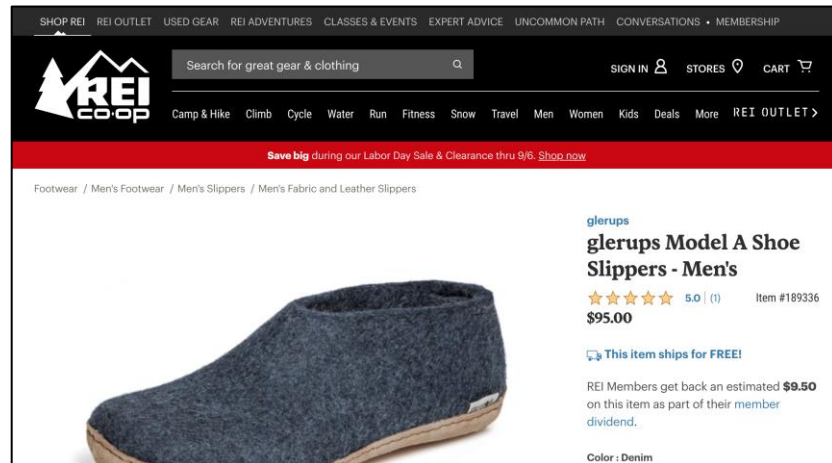 SHOP REI REI OUTLET USED GEAR REI ADVENTURES CLASSES & EVENTS EXPERT ADVICE UNCOMMON PATH CONVERSATIONS • MEMBERSHIP
REI
CO·OP
Search for great gear & clothing
SIGN IN STORES CART
Camp & Hike Climb Cycle Water Run Fitness Snow Travel Men Women Kids Deals More REI OUTLET>
Save big during our Labor Day Sale & Clearance thru 9/6. Shop now
Footwear / Men's Footwear / Men's Slippers / Men's Fabric and Leather Slippers
glerups
glerups Model A Shoe
Slippers - Men's
5.0 | (1) Item #189336
$95.00
This item ships for FREE!
REI Members get back an estimated $9.50
on this item as part of their member
dividend.
Color : Denim